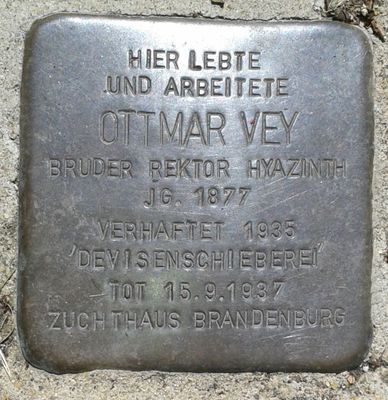 HIER LEBTE
UND ARBEITETE
OTTMAR VEY
BRUDER REKTOR HYAZINTH
JG. 1877
VERHAFTET 1935
'DEVISENSCHIEBEREI'
TOT 15.9.1937
ZUCHTHAUS BRANDENBURG